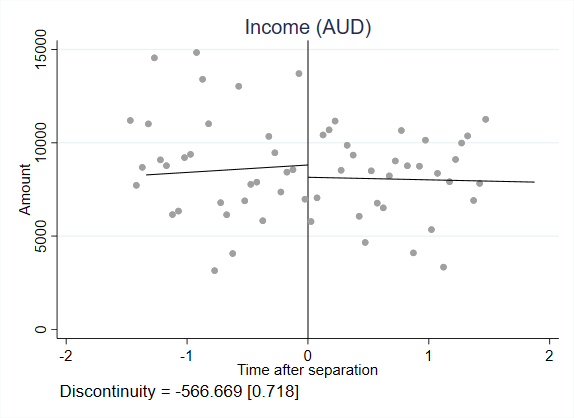 Income (AUD)
15000
10000
5000
0
Amount
-2 -1 0 1 2
Time after separation
Discontinuity = -566.669 [0.718]